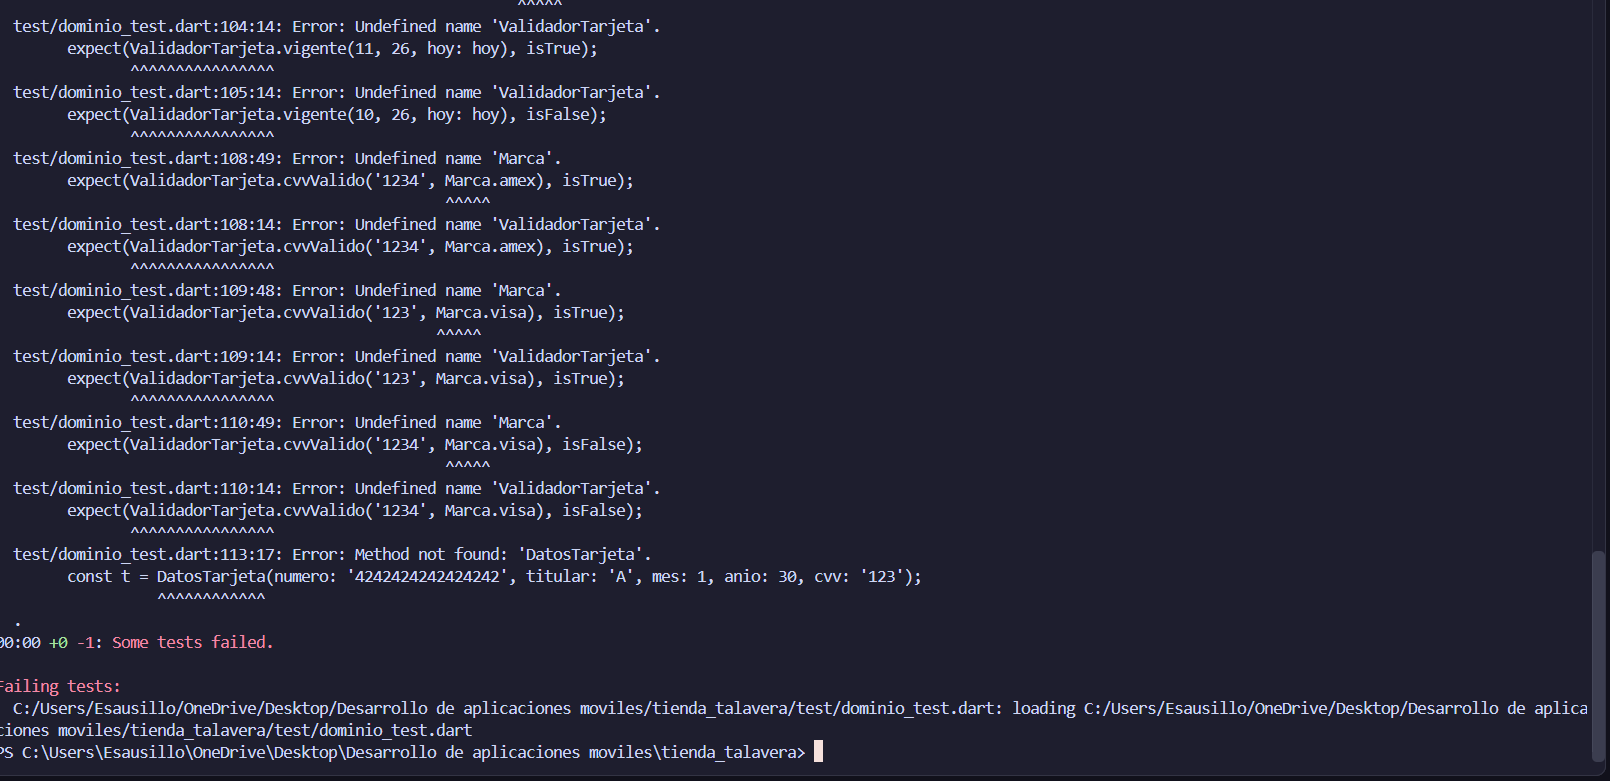 ^^^^^
test/dominio_test.dart:104:14: Error: Undefined name 'ValidadorTarjeta'.
expect(ValidadorTarjeta.vigente(11, 26, hoy: hoy), isTrue);
^^^^^^^^^^^^^^^^
test/dominio_test.dart:105:14: Error: Undefined name 'ValidadorTarjeta'.
expect(ValidadorTarjeta.vigente(10, 26, hoy: hoy), isFalse);
^^^^^^^^^^^^^^^^
test/dominio_test.dart:108:49: Error: Undefined name 'Marca'.
expect(ValidadorTarjeta.cvvValido('1234', Marca.amex), isTrue);
^^^^^
test/dominio_test.dart:108:14: Error: Undefined name 'ValidadorTarjeta'.
expect(ValidadorTarjeta.cvvValido('1234', Marca.amex), isTrue);
^^^^^^^^^^^^^^^^
test/dominio_test.dart:109:48: Error: Undefined name 'Marca'.
expect(ValidadorTarjeta.cvvValido('123', Marca.visa), isTrue);
^^^^^
test/dominio_test.dart:109:14: Error: Undefined name 'ValidadorTarjeta'.
expect(ValidadorTarjeta.cvvValido('123', Marca.visa), isTrue);
^^^^^^^^^^^^^^^^
test/dominio_test.dart:110:49: Error: Undefined name 'Marca'.
expect(ValidadorTarjeta.cvvValido('1234', Marca.visa), isFalse);
^^^^^
test/dominio_test.dart:110:14: Error: Undefined name 'ValidadorTarjeta'.
expect(ValidadorTarjeta.cvvValido('1234', Marca.visa), isFalse);
^^^^^^^^^^^^^^^^
test/dominio_test.dart:113:17: Error: Method not found: 'DatosTarjeta'.
const t = DatosTarjeta(numero: '4242424242424242', titular: 'A', mes: 1, anio: 30, cvv: '123');
^^^^^^^^^^^^
.
00:00 +0 -1: Some tests failed.
Failing tests:
C:/Users/Esausillo/OneDrive/Desktop/Desarrollo de aplicaciones moviles/tienda_talavera/test/dominio_test.dart: loading C:/Users/Esausillo/OneDrive/Desktop/Desarrollo de aplica
ciones moviles/tienda_talavera/test/dominio_test.dart
PS C:\Users\Esausillo\OneDrive\Desktop\Desarrollo de aplicaciones moviles\tienda_talavera>